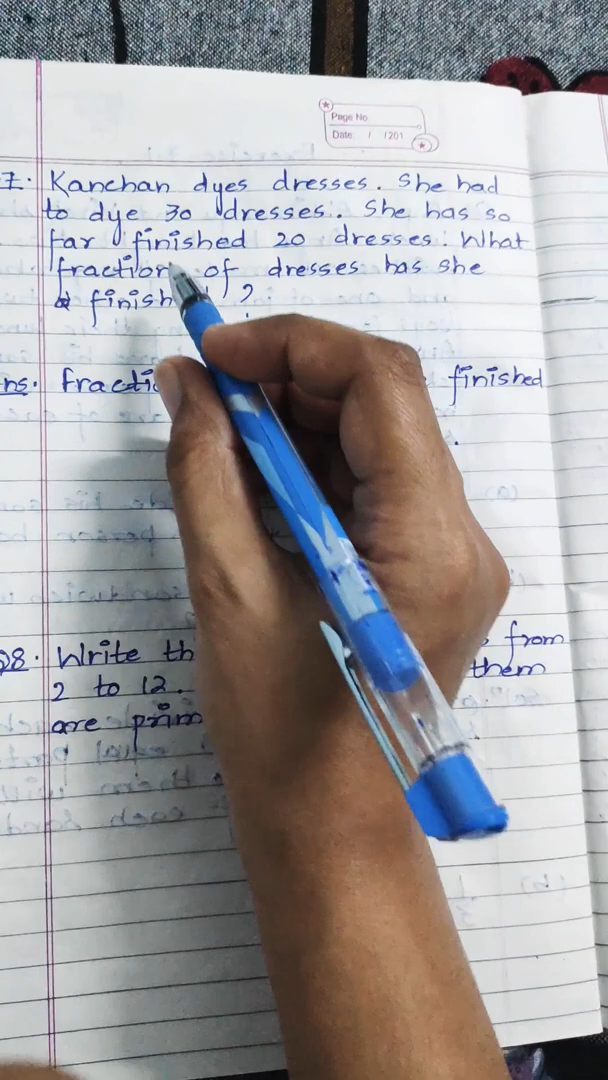 Page No.
Date: / /201
7. Kanchan dyes dresses. She had
to dye 30 dresses. She has so
far finished 20 dresses. What
fraction of dresses has she
finish ?
ns. Fracti finished
Q8. Write th from
2 to 12. them
are prim